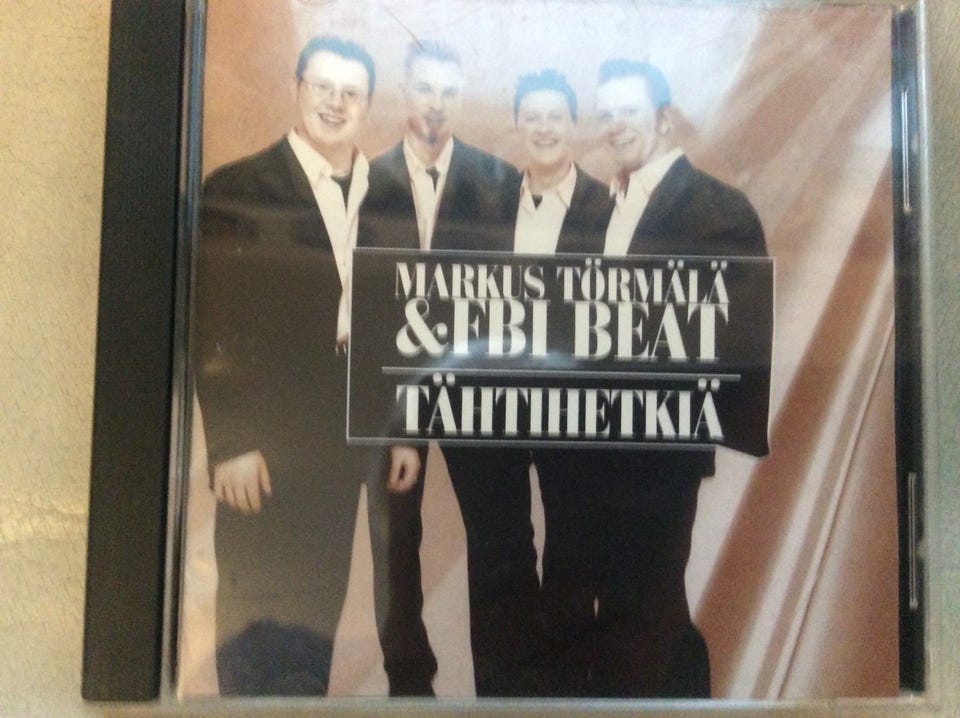 MARKUS TÖRMÄLÄ
&FBI BEAT
TÄHTIHETKIÄ